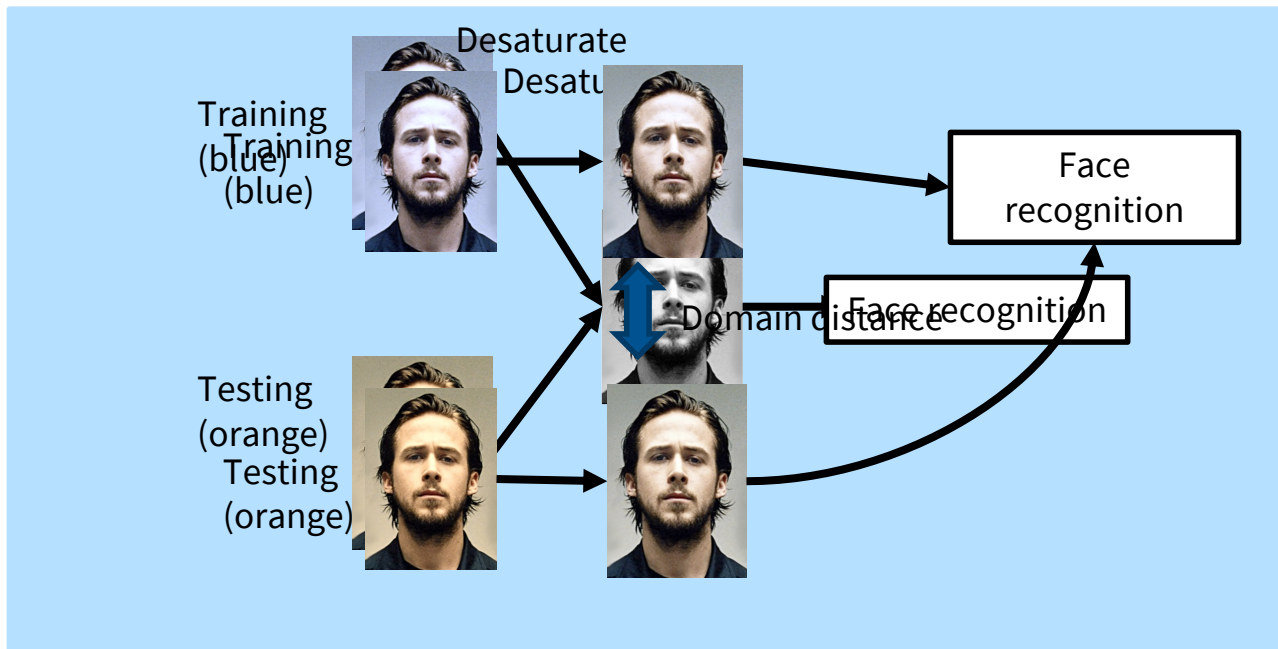 Desaturate
Desatu
Training
(blue)
Training
(blue)
Face
recognition
Face recognition
Domain distance
Testing
(orange)
Testing
(orange)